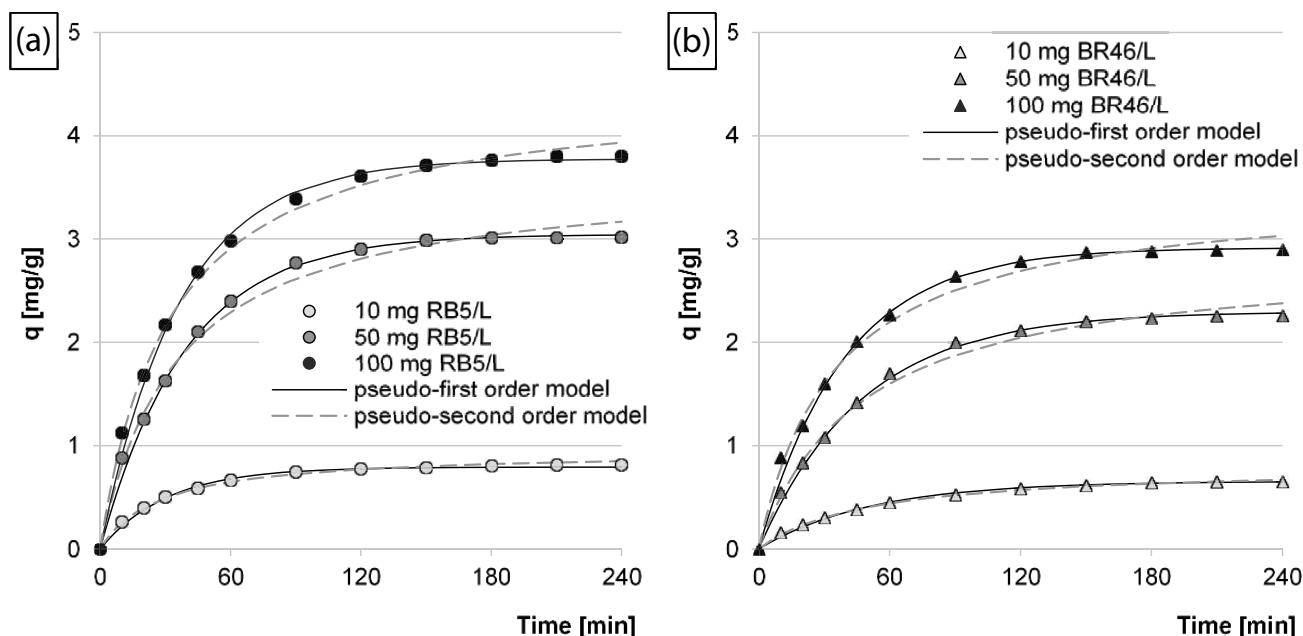 (a)
5
4
3
2
1
0
q [mg/g]
10 mg RB5/L
50 mg RB5/L
100 mg RB5/L
pseudo-first order model
pseudo-second order model
0 60 120 180 240
Time [min]
(b)
5
4
3
2
1
0
q [mg/g]
10 mg BR46/L
50 mg BR46/L
100 mg BR46/L
pseudo-first order model
pseudo-second order model
0 60 120 180 240
Time [min]